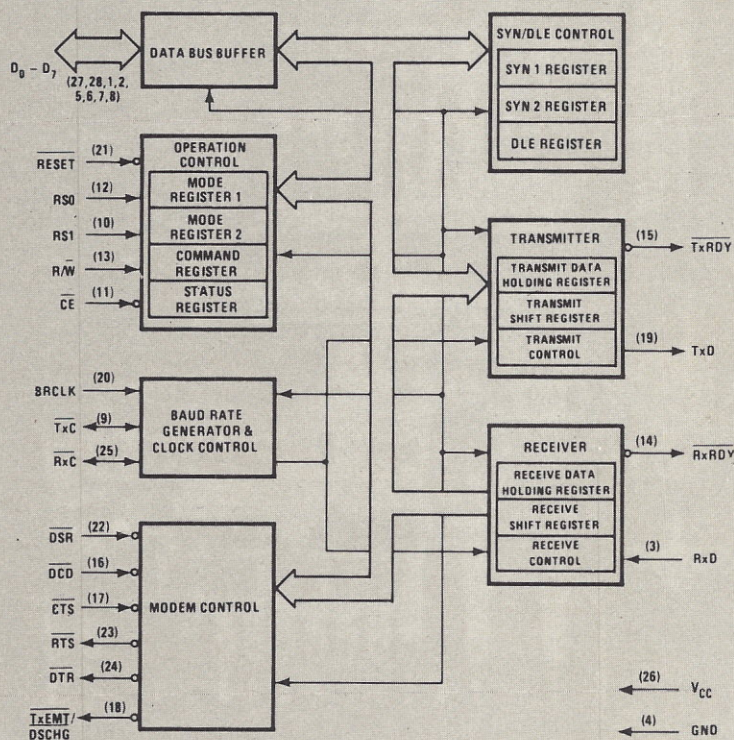 D0 – D7
(27,28,1,2,
5,6,7,8)
DATA BUS BUFFER
SYN/DLE CONTROL
SYN 1 REGISTER
SYN 2 REGISTER
DLE REGISTER
RESET
(21)
RS0
(12)
RS1
(10)
R/W
(13)
CE
(11)
OPERATION
CONTROL
MODE
REGISTER 1
MODE
REGISTER 2
COMMAND
REGISTER
STATUS
REGISTER
TRANSMITTER
TRANSMIT DATA
HOLDING REGISTER
TRANSMIT
SHIFT REGISTER
TRANSMIT
CONTROL
(15)
TxRDY
(19)
TxD
BRCLK
(20)
TxC
(9)
RxC
(25)
BAUD RATE
GENERATOR &
CLOCK CONTROL
RECEIVER
RECEIVE DATA
HOLDING REGISTER
RECEIVE
SHIFT REGISTER
RECEIVE
CONTROL
(14)
RxRDY
(3)
RxD
DSR
(22)
DCD
(16)
CTS
(17)
RTS
(23)
DTR
(24)
TxEMT/
DSCHG
(18)
MODEM CONTROL
(26)
VCC
(4)
GND